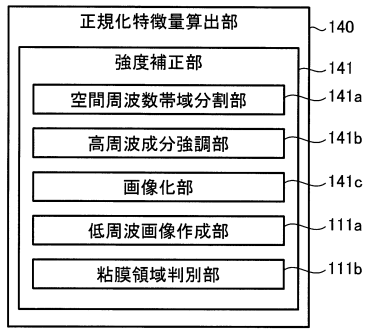 正規化特徴量算出部
140
強度補正部
141
空間周波数帯域分割部
141a
高周波成分強調部
141b
画像化部
141c
低周波画像作成部
111a
粘膜領域判別部
111b